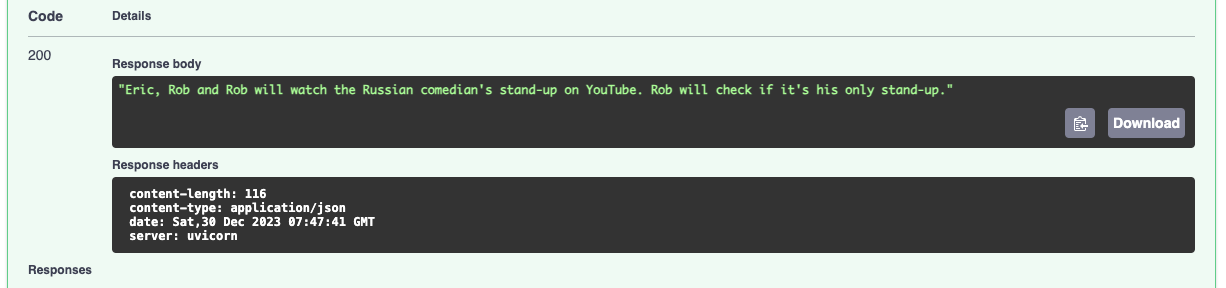 Code Details
200
Response body
"Eric, Rob and Rob will watch the Russian comedian's stand-up on YouTube. Rob will check if it's his only stand-up."
Download
Response headers
content-length: 116
content-type: application/json
date: Sat,30 Dec 2023 07:47:41 GMT
server: uvicorn
Responses